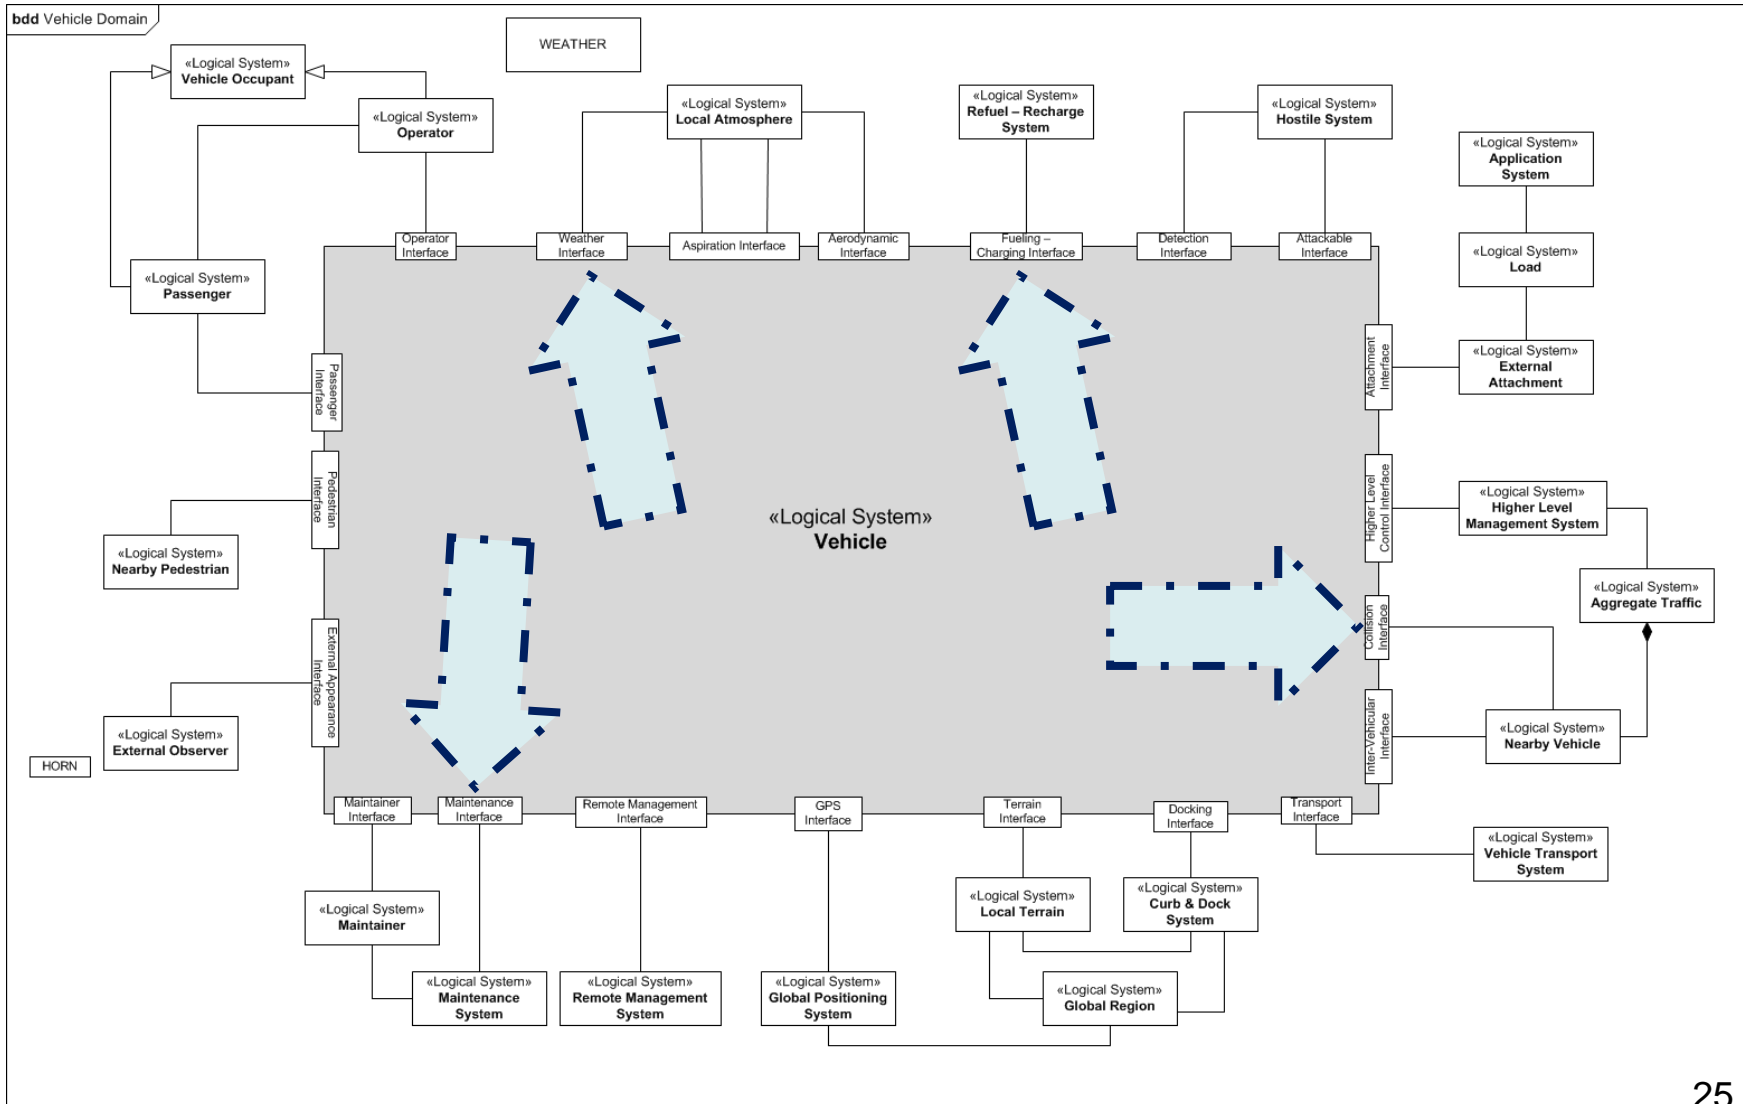 bdd Vehicle Domain
WEATHER
«Logical System»
Vehicle Occupant
«Logical System»
Operator
«Logical System»
Local Atmosphere
«Logical System»
Refuel – Recharge
System
«Logical System»
Hostile System
«Logical System»
Application
System
Operator
Interface
Weather
Interface
Aspiration Interface
Aerodynamic
Interface
Fueling –
Charging Interface
Detection
Interface
Attackable
Interface
«Logical System»
Load
«Logical System»
Passenger
Passenger
Interface
Attachment
Interface
«Logical System»
External
Attachment
Pedestrian
Interface
Higher Level
Control Interface
«Logical System»
Higher Level
Management System
«Logical System»
Vehicle
«Logical System»
Nearby Pedestrian
«Logical System»
Aggregate Traffic
Collision
Interface
External Appearance
Interface
«Logical System»
External Observer
Inter-Vehicular
Interface
«Logical System»
Nearby Vehicle
HORN
Maintainer
Interface
Maintenance
Interface
Remote Management
Interface
GPS
Interface
Terrain
Interface
Docking
Interface
Transport
Interface
«Logical System»
Vehicle Transport
System
«Logical System»
Maintainer
«Logical System»
Local Terrain
«Logical System»
Curb & Dock
System
«Logical System»
Maintenance
System
«Logical System»
Remote Management
System
«Logical System»
Global Positioning
System
«Logical System»
Global Region
25